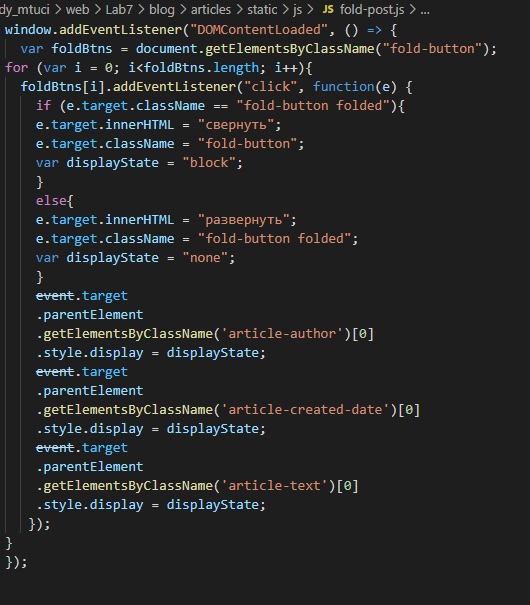 dy_mtuci > web > Lab7 > blog > articles > static > js > JS fold-post.js > ...
window.addEventListener("DOMContentLoaded", () => {
  var foldBtns = document.getElementsByClassName("fold-button");
for (var i = 0; i<foldBtns.length; i++){
  foldBtns[i].addEventListener("click", function(e) {
    if (e.target.className == "fold-button folded"){
    e.target.innerHTML = "свернуть";
    e.target.className = "fold-button";
    var displayState = "block";
    }
    else{
    e.target.innerHTML = "развернуть";
    e.target.className = "fold-button folded";
    var displayState = "none";
    }
    event.target
    .parentElement
    .getElementsByClassName('article-author')[0]
    .style.display = displayState;
    event.target
    .parentElement
    .getElementsByClassName('article-created-date')[0]
    .style.display = displayState;
    event.target
    .parentElement
    .getElementsByClassName('article-text')[0]
    .style.display = displayState;
   });
}
});